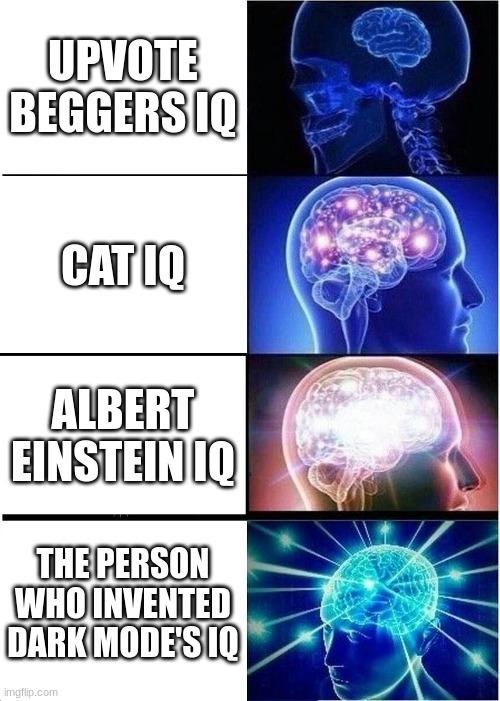 UPVOTE
BEGGERS IQ
CAT IQ
ALBERT
EINSTEIN IQ
THE PERSON
WHO INVENTED
DARK MODE'S IQ
imgflip.com